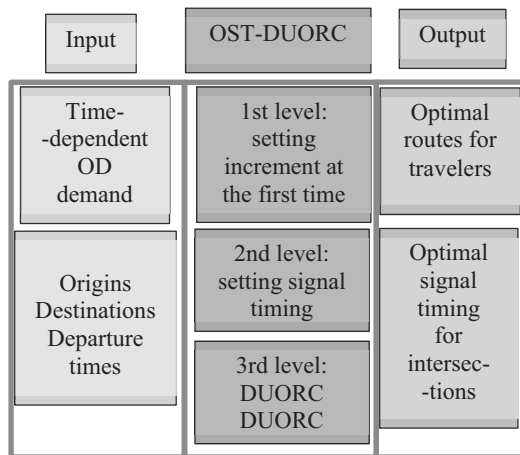 Input
OST-DUORC
Output
Time-
-dependent
OD
demand
Origins
Destinations
Departure
times
1st level:
setting
increment at
the first time
2nd level:
setting signal
timing
3rd level:
DUORC
DUORC
Optimal
routes for
travelers
Optimal
signal
timing
for
intersec-
-tions